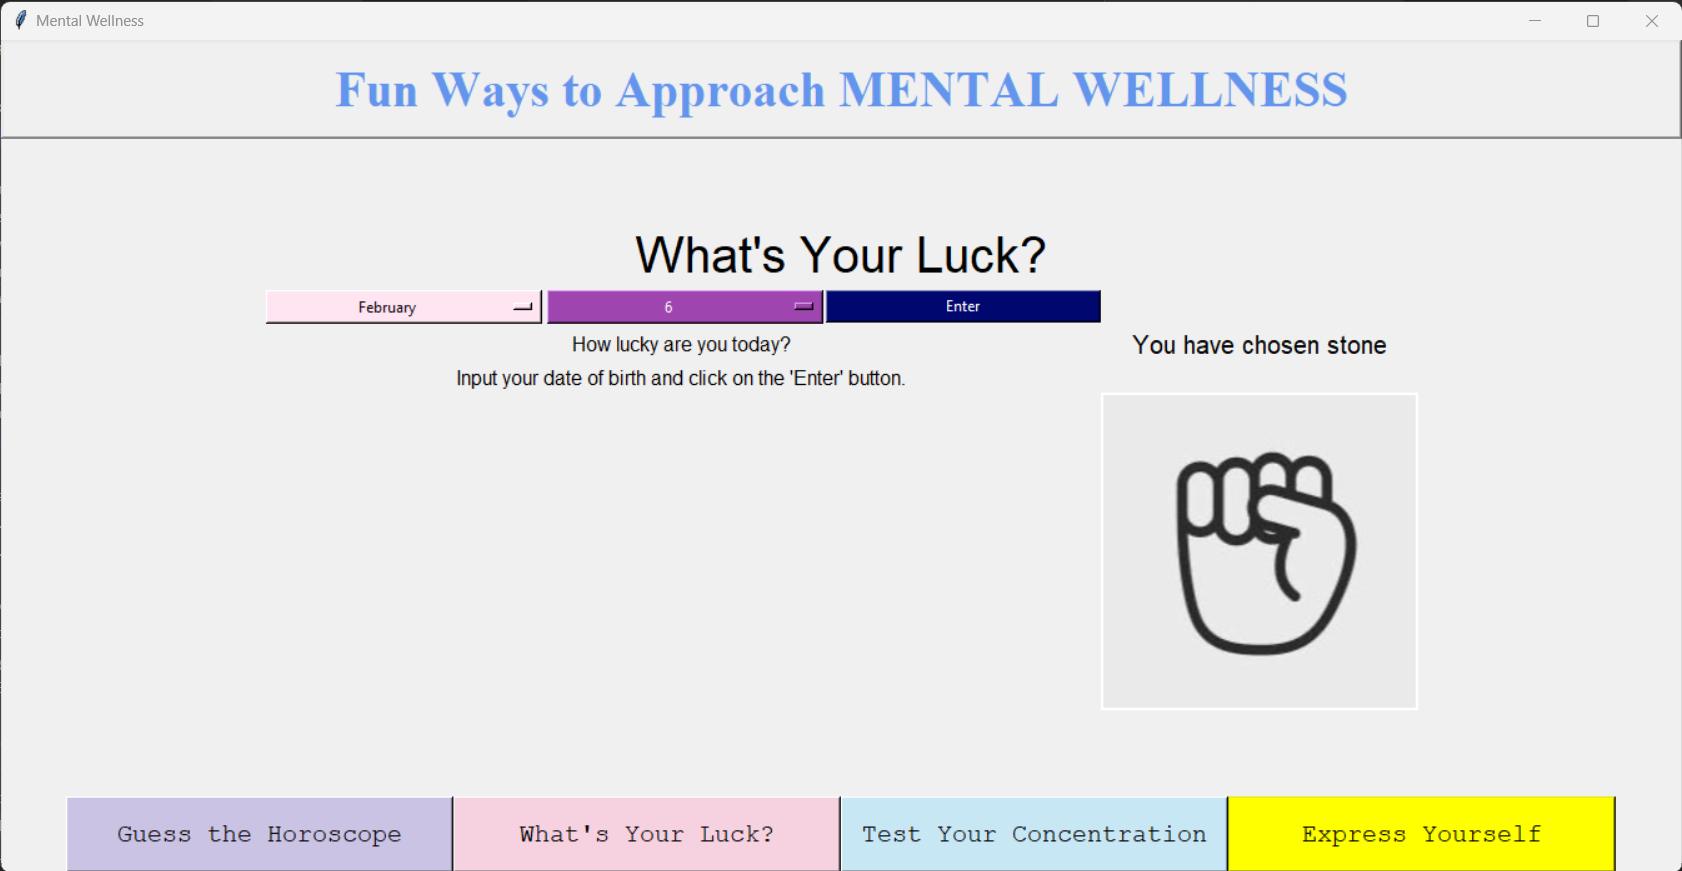 Mental Wellness
Fun Ways to Approach MENTAL WELLNESS
What's Your Luck?
February
6
Enter
How lucky are you today?
Input your date of birth and click on the 'Enter' button.
You have chosen stone
Guess the Horoscope
What's Your Luck?
Test Your Concentration
Express Yourself